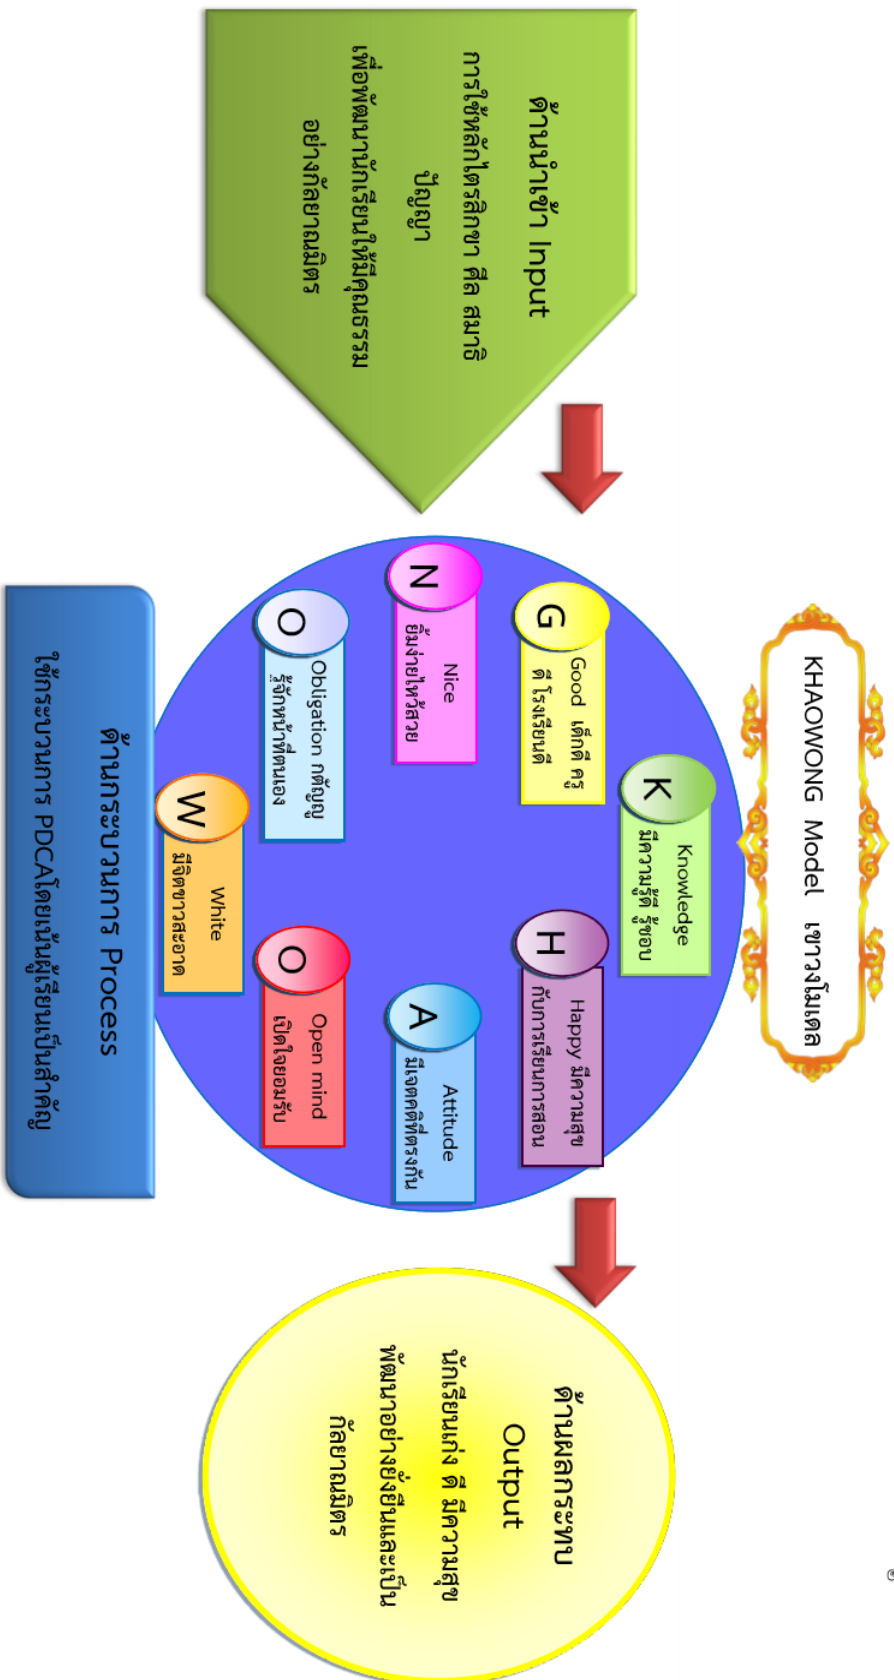 KHAOWONG Model เขาวงโมเดล
ด้านนำเข้า Input
การใช้หลักไตรสิกขา ศีล สมาธิ
ปัญญา
เพื่อพัฒนานักเรียนให้มีคุณธรรม
อย่างกัลยาณมิตร
K
Knowledge
มีความรู้ดี รู้ชอบ
H
Happy มีความสุข
กับการเรียนการสอน
A
Attitude
มีเจตคติที่ตรงกัน
O
Open mind
เปิดใจยอมรับ
W
White
มีจิตขาวสะอาด
O
Obligation กตัญญู
รู้จักหน้าที่ตนเอง
N
Nice
ยิ้มง่ายไหว้สวย
G
Good เด็กดี ครู
ดี โรงเรียนดี
ด้านกระบวนการ Process
ใช้กระบวนการ PDCAโดยเน้นผู้เรียนเป็นสำคัญ
ด้านผลกระทบ
Output
นักเรียนเก่ง ดี มีความสุข
พัฒนาอย่างยั่งยืนและเป็น
กัลยาณมิตร